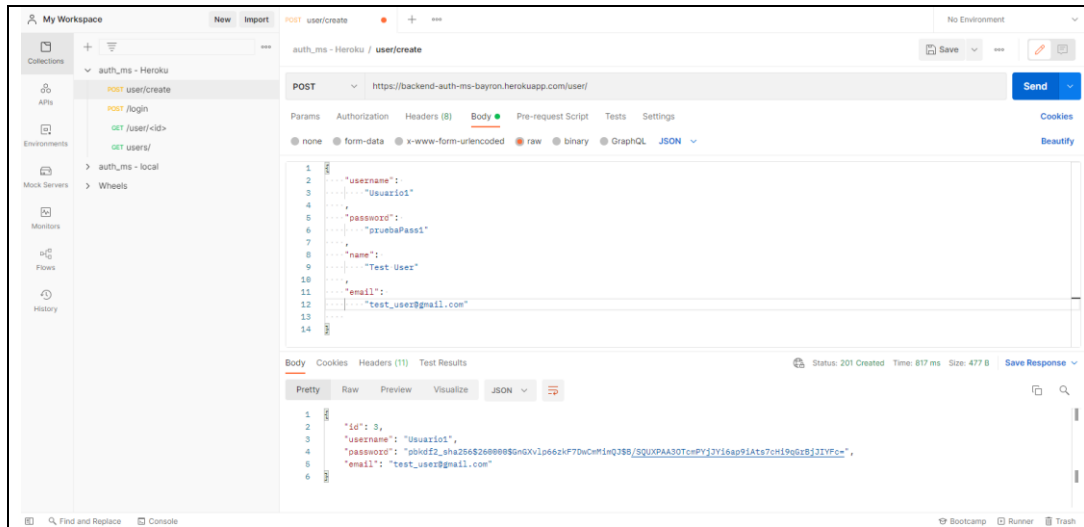 My Workspace
New Import
POST user/create
No Environment
Collections
APIs
Environments
Mock Servers
Monitors
Flows
History
auth_ms - Heroku
POST user/create
POST /login
GET /user/<id>
GET users/
auth_ms - local
Wheels
auth_ms - Heroku / user/create
Save
POST https://backend-auth-ms-bayron.herokuapp.com/user/
Send
Params Authorization Headers (8) Body Pre-request Script Tests Settings
Cookies
none form-data x-www-form-urlencoded raw binary GraphQL JSON
Beautify
1 {
2 "username":
3 "Usuario1"
4 ,
5 "password":
6 "pruebaPass1"
7 ,
8 "name":
9 "Test User"
10 ,
11 "email":
12 "test_user@gmail.com"
13
14 }
Body Cookies Headers (11) Test Results
Status: 201 Created Time: 817 ms Size: 477 B Save Response
Pretty Raw Preview Visualize JSON
1 {
2 "id": 3,
3 "username": "Usuario1",
4 "password":
5 "email": "test_user@gmail.com"
6 }
Find and Replace Console
Bootcamp Runner Trash